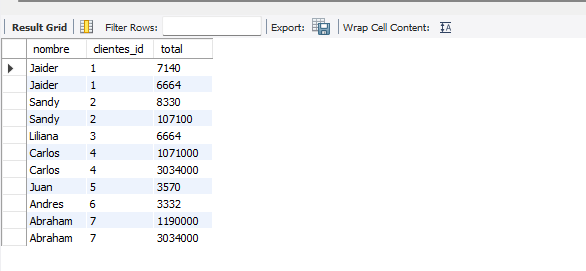 Result Grid Filter Rows: Export: Wrap Cell Content:
nombre clientes_id total
Jaider 1 7140
Jaider 1 6664
Sandy 2 8330
Sandy 2 107100
Liliana 3 6664
Carlos 4 1071000
Carlos 4 3034000
Juan 5 3570
Andres 6 3332
Abraham 7 1190000
Abraham 7 3034000